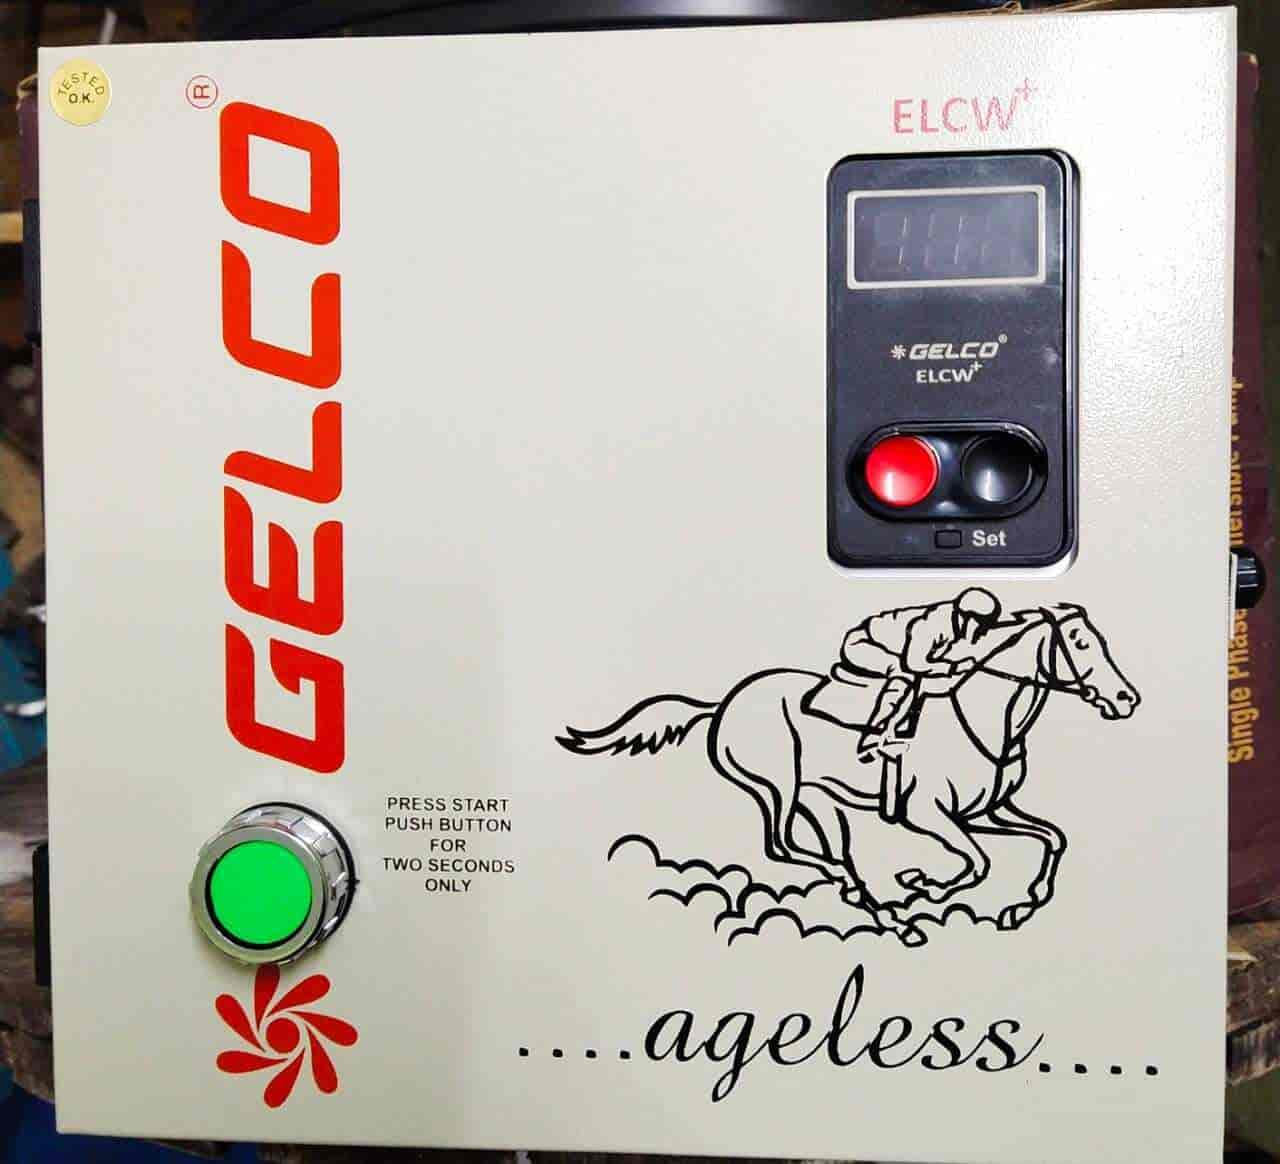 TESTED
O.K.
GELCO®
ELCW+
GELCO®
ELCW+
Set
PRESS START
PUSH BUTTON
FOR
TWO SECONDS
ONLY
....ageless....
Single Phase